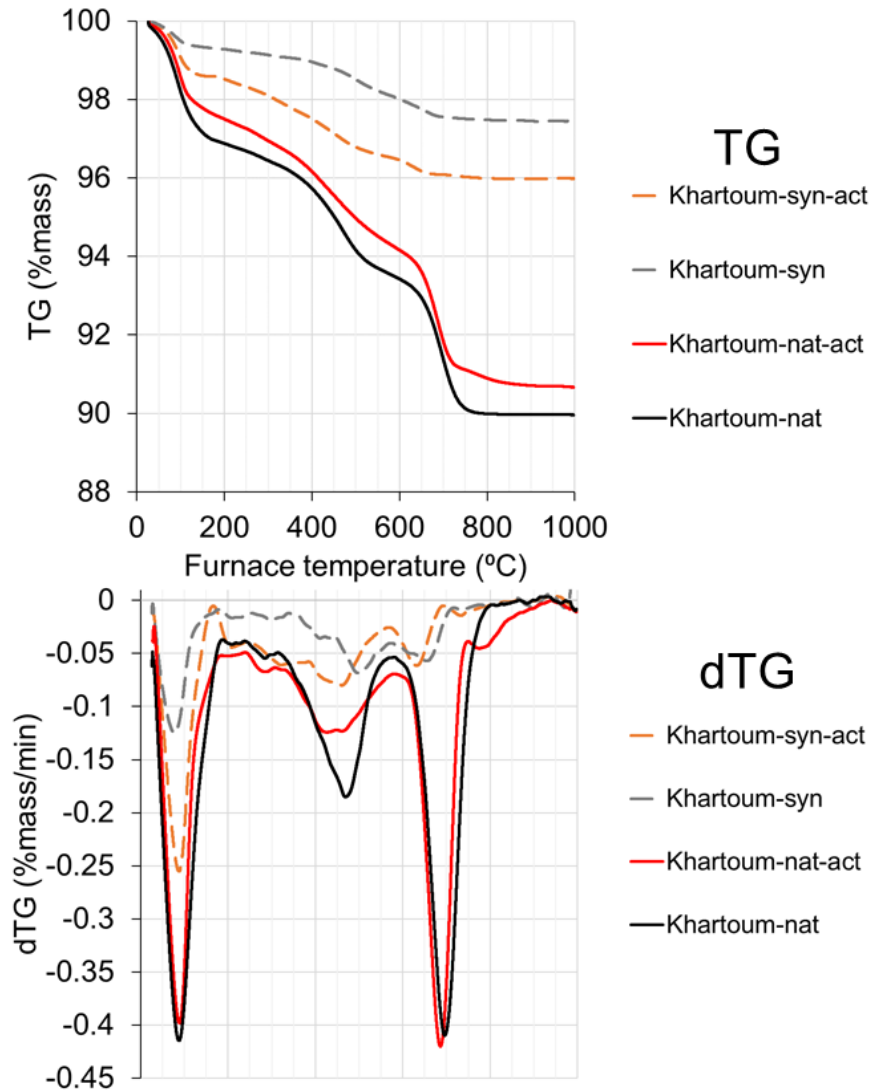 TG (%mass)
100
98
96
94
92
90
88
0 200 400 600 800 1000
Furnace temperature (ºC)
TG
Khartoum-syn-act
Khartoum-syn
Khartoum-nat-act
Khartoum-nat
dTG (%mass/min)
0
-0.05
-0.1
-0.15
-0.2
-0.25
-0.3
-0.35
-0.4
-0.45
dTG
Khartoum-syn-act
Khartoum-syn
Khartoum-nat-act
Khartoum-nat